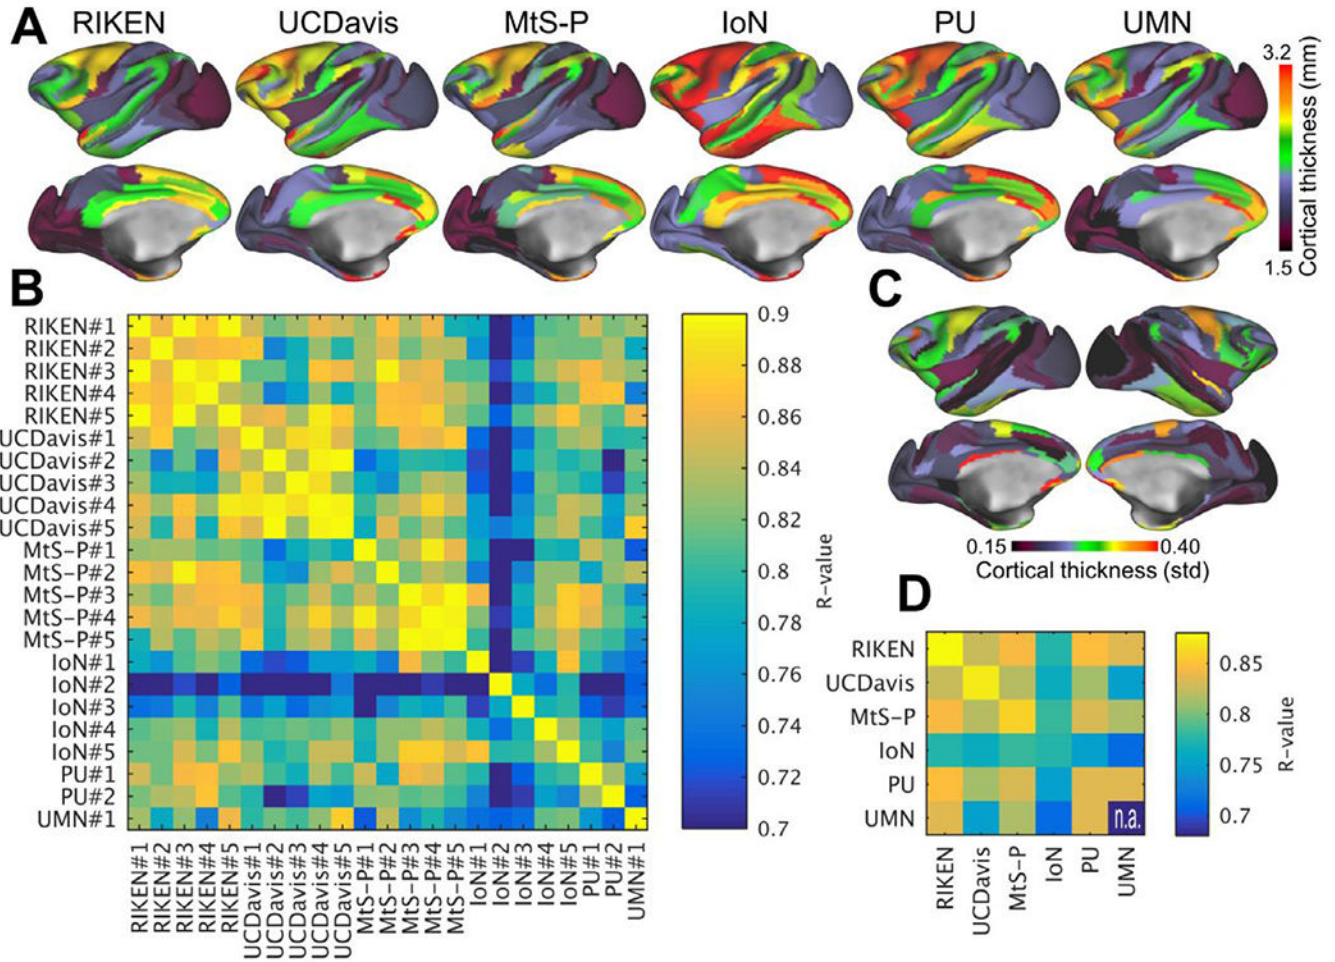 A
RIKEN
UCDavis
MtS-P
IoN
PU
UMN
3.2
Cortical thickness (mm)
1.5
B
RIKEN#1
RIKEN#2
RIKEN#3
RIKEN#4
RIKEN#5
UCDavis#1
UCDavis#2
UCDavis#3
UCDavis#4
UCDavis#5
MtS-P#1
MtS-P#2
MtS-P#3
MtS-P#4
MtS-P#5
IoN#1
IoN#2
IoN#3
IoN#4
IoN#5
PU#1
PU#2
UMN#1
RIKEN#1
RIKEN#2
RIKEN#3
RIKEN#4
RIKEN#5
UCDavis#1
UCDavis#2
UCDavis#3
UCDavis#4
UCDavis#5
MtS-P#1
MtS-P#2
MtS-P#3
MtS-P#4
MtS-P#5
IoN#1
IoN#2
IoN#3
IoN#4
IoN#5
PU#1
PU#2
UMN#1
0.9
0.88
0.86
0.84
0.82
0.8
0.78
0.76
0.74
0.72
0.7
R-value
C
0.15
0.40
Cortical thickness (std)
D
RIKEN
UCDavis
MtS-P
IoN
PU
UMN
n.a.
RIKEN
UCDavis
MtS-P
IoN
PU
UMN
0.85
0.8
0.75
0.7
R-value